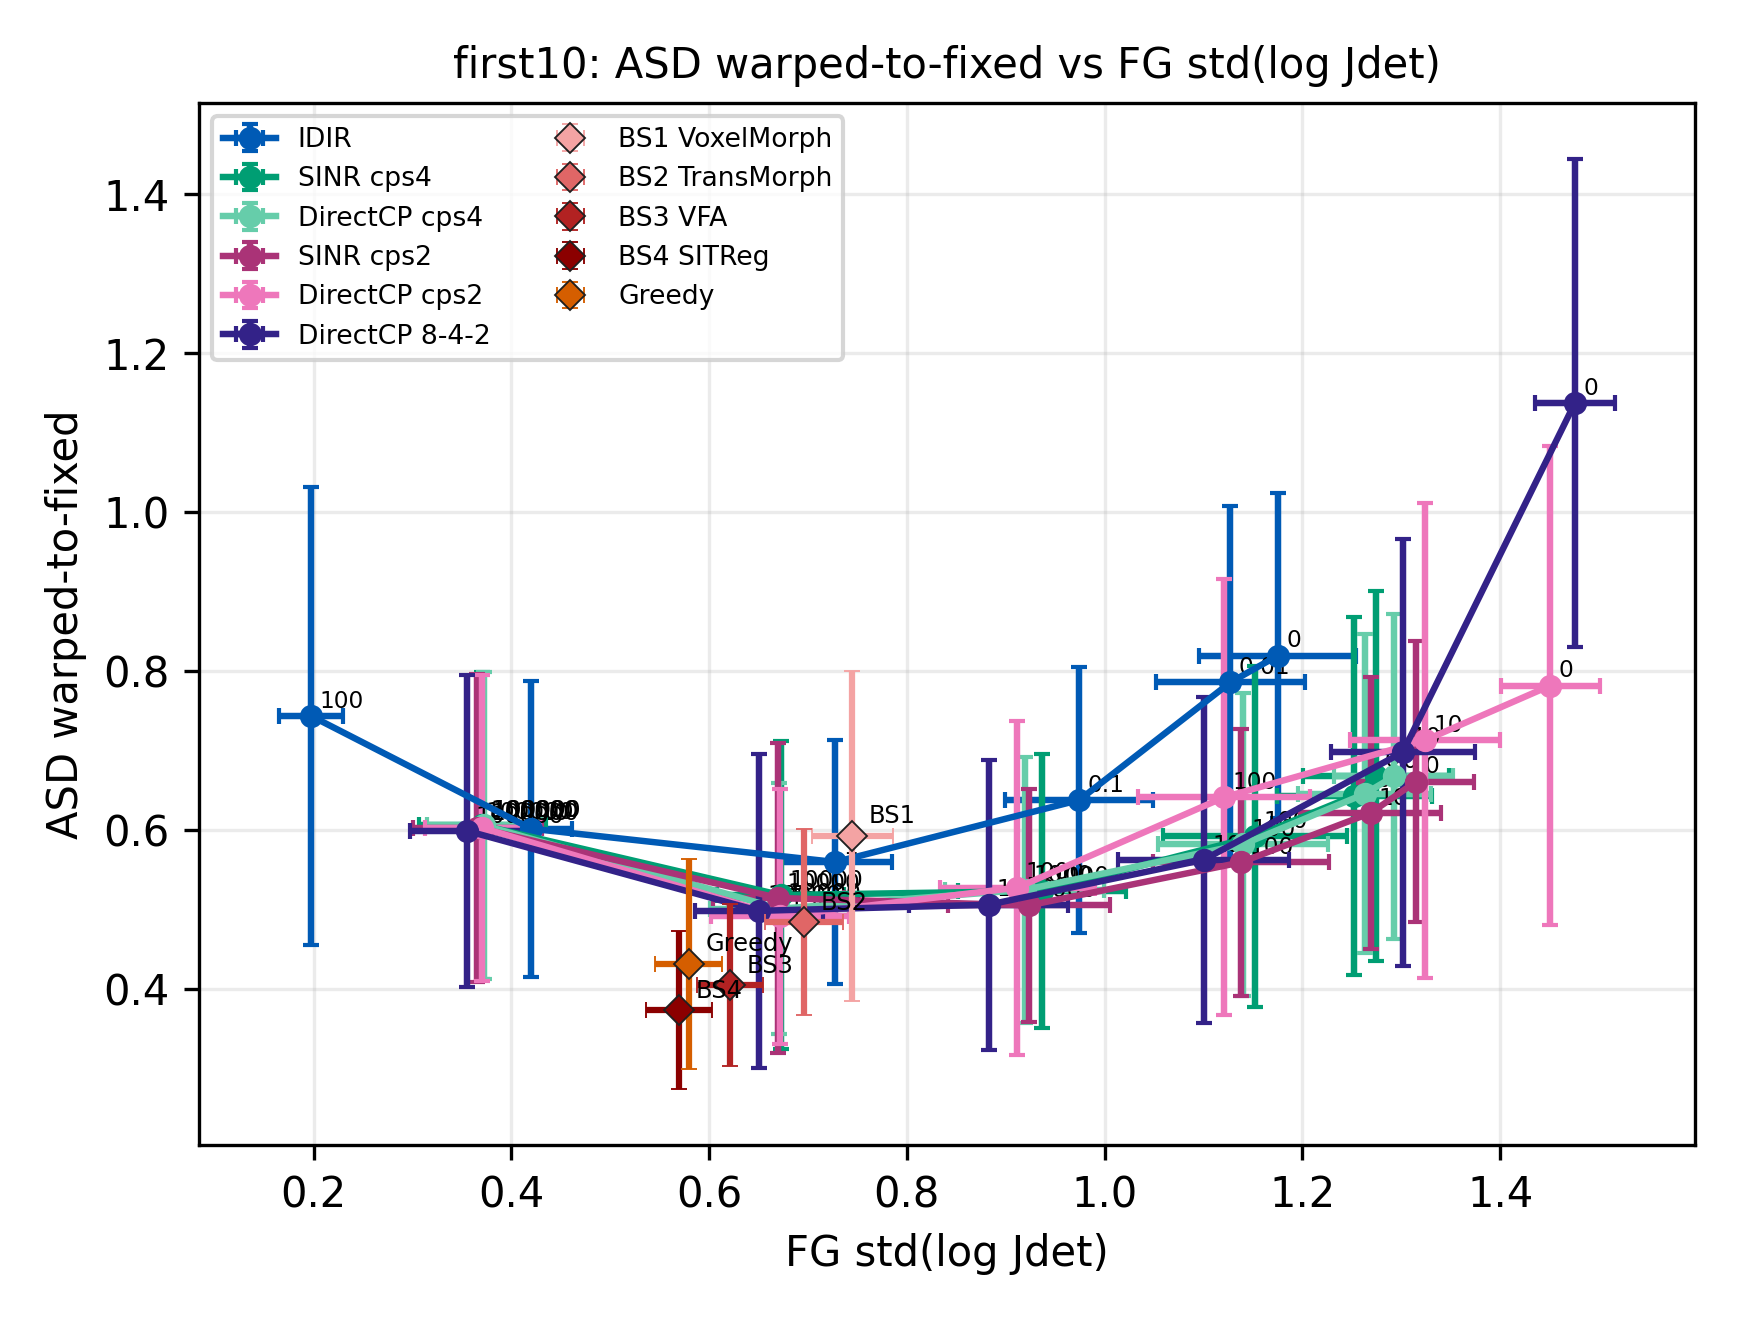 first10: ASD warped-to-fixed vs FG std(log Jdet)
IDIR
SINR cps4
DirectCP cps4
SINR cps2
DirectCP cps2
DirectCP 8-4-2
BS1 VoxelMorph
BS2 TransMorph
BS3 VFA
BS4 SITReg
Greedy
ASD warped-to-fixed
1.4
1.2
1.0
0.8
0.6
0.4
0
0
0
10
100
100
0.1
BS1
BS2
Greedy
BS3
BS4
0.2
0.4
0.6
0.8
1.0
1.2
1.4
FG std(log Jdet)